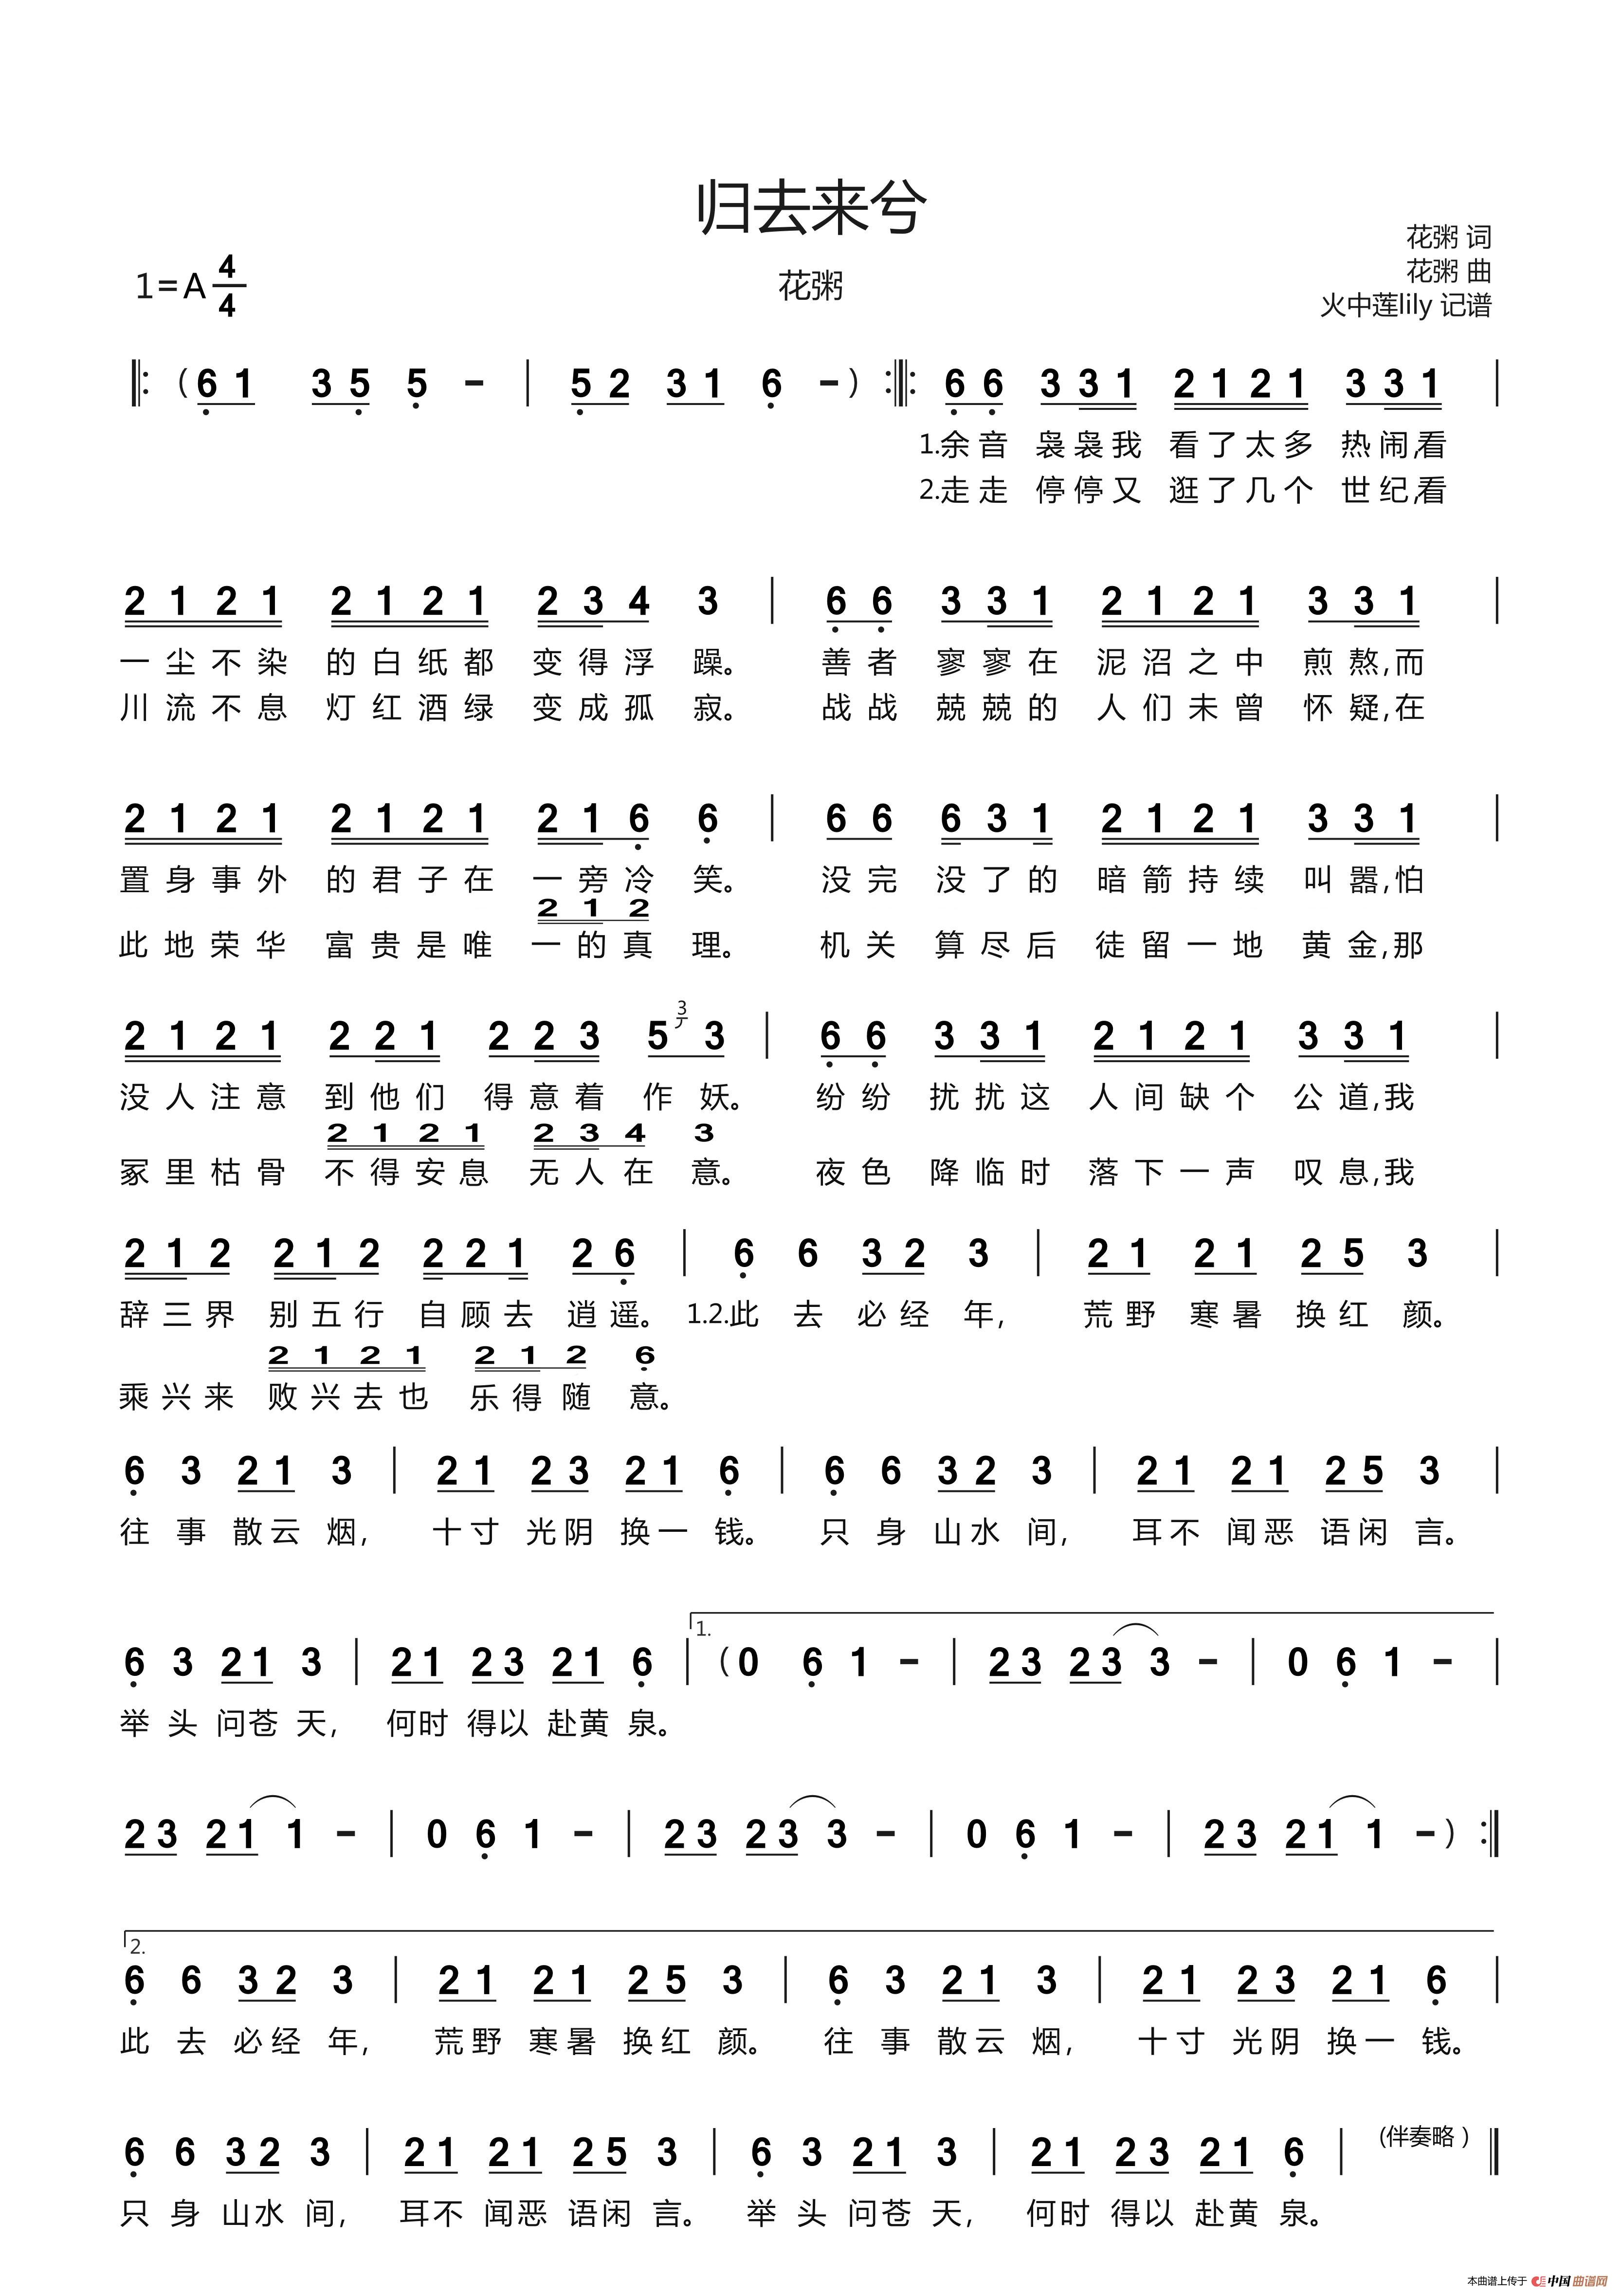 归去来兮
花粥 词
1=A 4/4
花粥
花粥 曲
火中莲lily 记谱
(6 1 3 5 5 - | 5 2 3 1 6 -) 6 6 3 3 1 2 1 2 1 3 3 1 |
1.余音 袅袅我 看了太多 热闹,看
2.走走 停停又 逛了几个 世纪,看
2 1 2 1 2 1 2 1 2 3 4 3 | 6 6 3 3 1 2 1 2 1 3 3 1 |
一尘不染 的白纸都 变得浮 躁。 善者 寥寥在 泥沼之中 煎熬,而
川流不息 灯红酒绿 变成孤 寂。 战战 兢兢的 人们未曾 怀疑,在
2 1 2 1 2 1 2 1 2 1 6 6 | 6 6 6 3 1 2 1 2 1 3 3 1 |
置身事外 的君子在 一旁冷 笑。 没完 没了的 暗箭持续 叫嚣,怕
2 1 2
此地荣华 富贵是唯 一的真 理。 机关 算尽后 徒留一地 黄金,那
2 1 2 1 2 2 1 2 2 3 5 3 3 | 6 6 3 3 1 2 1 2 1 3 3 1 |
没人注意 到他们 得意着 作妖。 纷纷 扰扰这 人间缺个 公道,我
2 1 2 1 2 3 4 3
冢里枯骨 不得安息 无人在 意。 夜色 降临时 落下一声 叹息,我
2 1 2 2 1 2 2 2 1 2 6 | 6 6 3 2 3 | 2 1 2 1 2 5 3 |
辞三界 别五行 自顾去 逍遥。 1.2.此 去 必经 年, 荒野 寒暑 换红 颜。
2 1 2 1 2 1 2 6
乘兴来 败兴去也 乐得随 意。
6 3 2 1 3 | 2 1 2 3 2 1 6 | 6 6 3 2 3 | 2 1 2 1 2 5 3 |
往 事 散云 烟, 十寸 光阴 换一 钱。 只 身 山水 间, 耳不 闻恶 语闲 言。
1.
6 3 2 1 3 | 2 1 2 3 2 1 6 | (0 6 1 - | 2 3 2 3 3 - | 0 6 1 - |
举 头 问苍 天, 何时 得以 赴黄 泉。
2 3 2 1 1 - | 0 6 1 - | 2 3 2 3 3 - | 0 6 1 - | 2 3 2 1 1 -)
2.
6 6 3 2 3 | 2 1 2 1 2 5 3 | 6 3 2 1 3 | 2 1 2 3 2 1 6 |
此 去 必经 年, 荒野 寒暑 换红 颜。 往 事 散云 烟, 十寸 光阴 换一 钱。
6 6 3 2 3 | 2 1 2 1 2 5 3 | 6 3 2 1 3 | 2 1 2 3 2 1 6 | (伴奏略)
只 身 山水 间, 耳不 闻恶 语闲 言。 举 头 问苍 天, 何时 得以 赴黄 泉。
本曲谱上传于 中国曲谱网